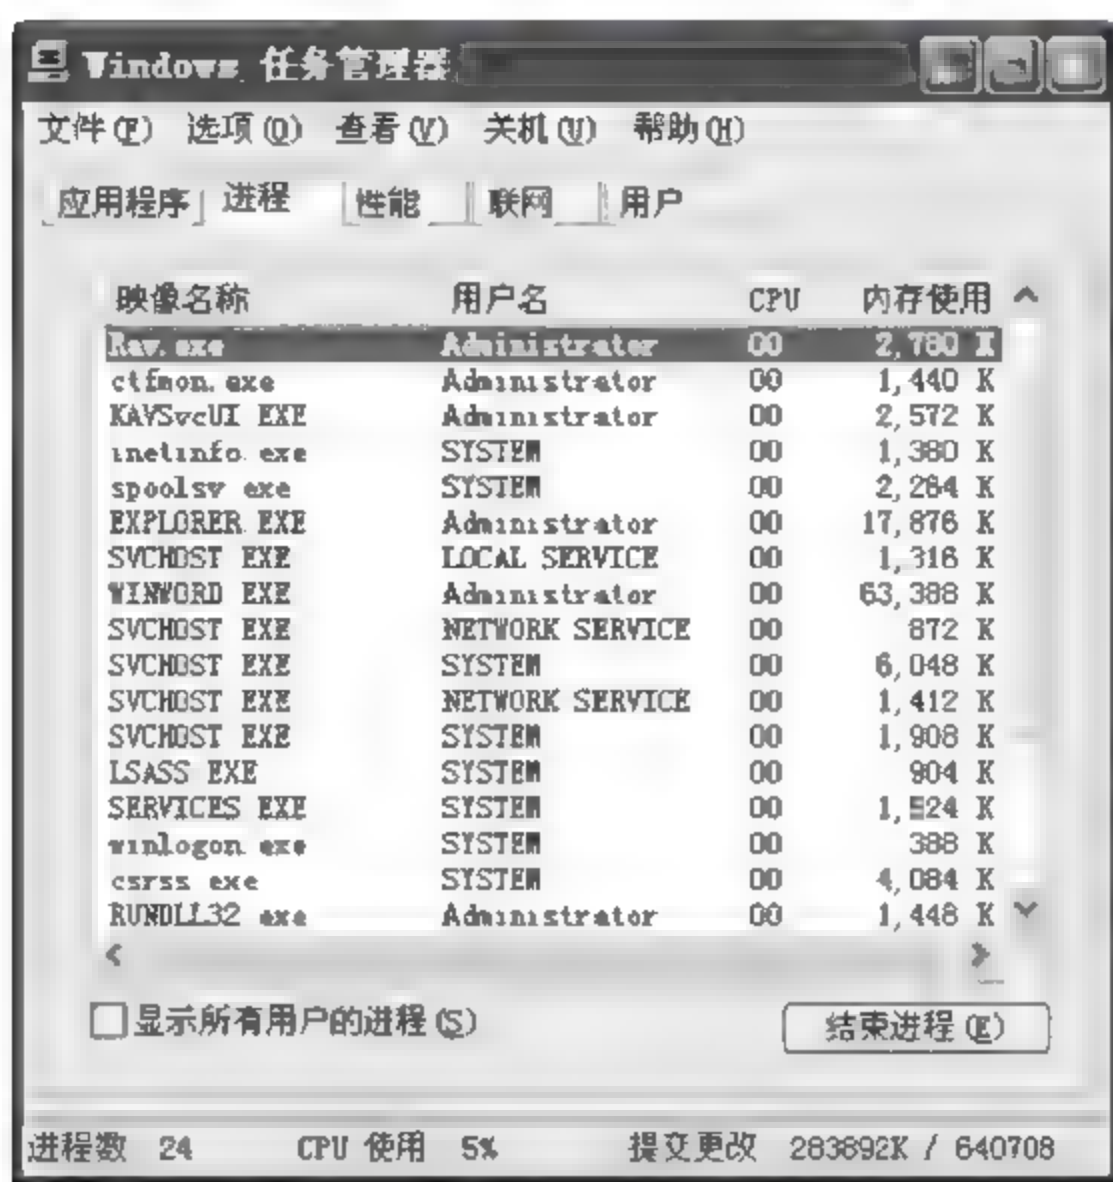 Windows 任务管理器
文件(F) 选项(O) 查看(V) 关机(U) 帮助(H)
应用程序 进程 性能 联网 用户
映像名称 用户名 CPU 内存使用
Rav.exe Administrator 00 2,780 K
ctfmon.exe Administrator 00 1,440 K
KAVSvcUI.EXE Administrator 00 2,572 K
inetinfo.exe SYSTEM 00 1,380 K
spoolsv.exe SYSTEM 00 2,284 K
EXPLORER.EXE Administrator 00 17,876 K
SVCHOST.EXE LOCAL SERVICE 00 1,316 K
WINWORD.EXE Administrator 00 63,388 K
SVCHOST.EXE NETWORK SERVICE 00 872 K
SVCHOST.EXE SYSTEM 00 6,048 K
SVCHOST.EXE NETWORK SERVICE 00 1,412 K
SVCHOST.EXE SYSTEM 00 1,908 K
LSASS.EXE SYSTEM 00 904 K
SERVICES.EXE SYSTEM 00 K
winlogon.exe SYSTEM 00 388 K
csrss.exe SYSTEM 00 4,084 K
RUNDLL32.exe Administrator 00 1,448 K
显示所有用户的进程(S) 结束进程(E)
进程数 24 CPU 使用 5% 提交更改 283892K / 640708